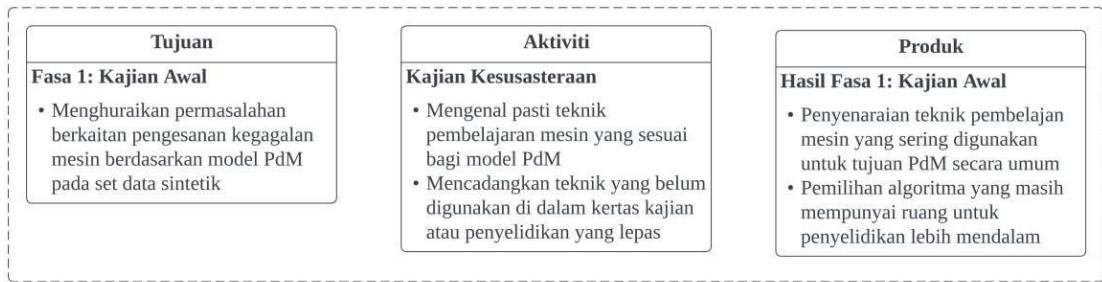 Tujuan
Fasa 1: Kajian Awal
• Menghuraikan permasalahan
berkaitan pengesanan kegagalan
mesin berdasarkan model PdM
pada set data sintetik
Aktiviti
Kajian Kesusasteraan
• Mengenal pasti teknik
pembelajaran mesin yang sesuai
bagi model PdM
• Mencadangkan teknik yang belum
digunakan di dalam kertas kajian
atau penyelidikan yang lepas
Produk
Hasil Fasa 1: Kajian Awal
• Penyenaraian teknik pembelajan
mesin yang sering digunakan
untuk tujuan PdM secara umum
• Pemilihan algoritma yang masih
mempunyai ruang untuk
penyelidikan lebih mendalam